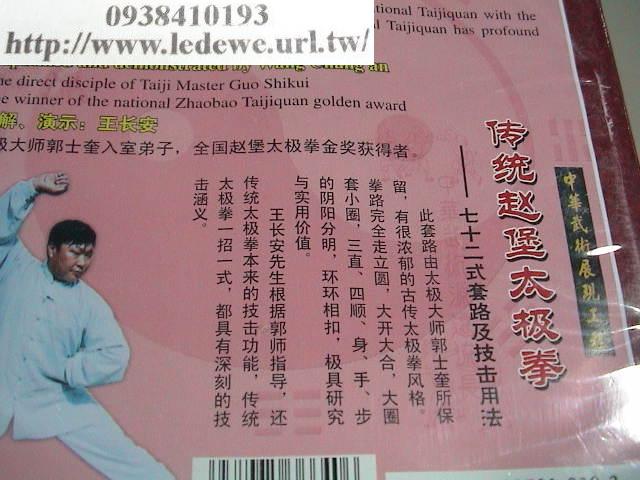 0938410193
http://www.ledewe.url.tw/
tional Taijiquan with the
al Taijiquan has profound
and demonstrated by Wang Chang'an
he direct disciple of Taiji Master Guo Shikui
e winner of the national Zhaobao Taijiquan golden award
解、演示：王长安
极大师郭士奎入室弟子，全国赵堡太极拳金奖获得者
中華武術展現工程
传统赵堡太极拳
——七十二式套路及技击用法
此套路由太极大师郭士奎所保
留，有很浓郁的古传太极拳风格。
拳路完全走立圆，大开大合，大圈
套小圈，三直、四顺，身、手、步
的阴阳分明，环环相扣，极具研究
与实用价值。
王长安先生根据郭师指导，还
传统太极拳本来的技击功能，传统
太极拳一招一式，都具有深刻的技
击涵义。